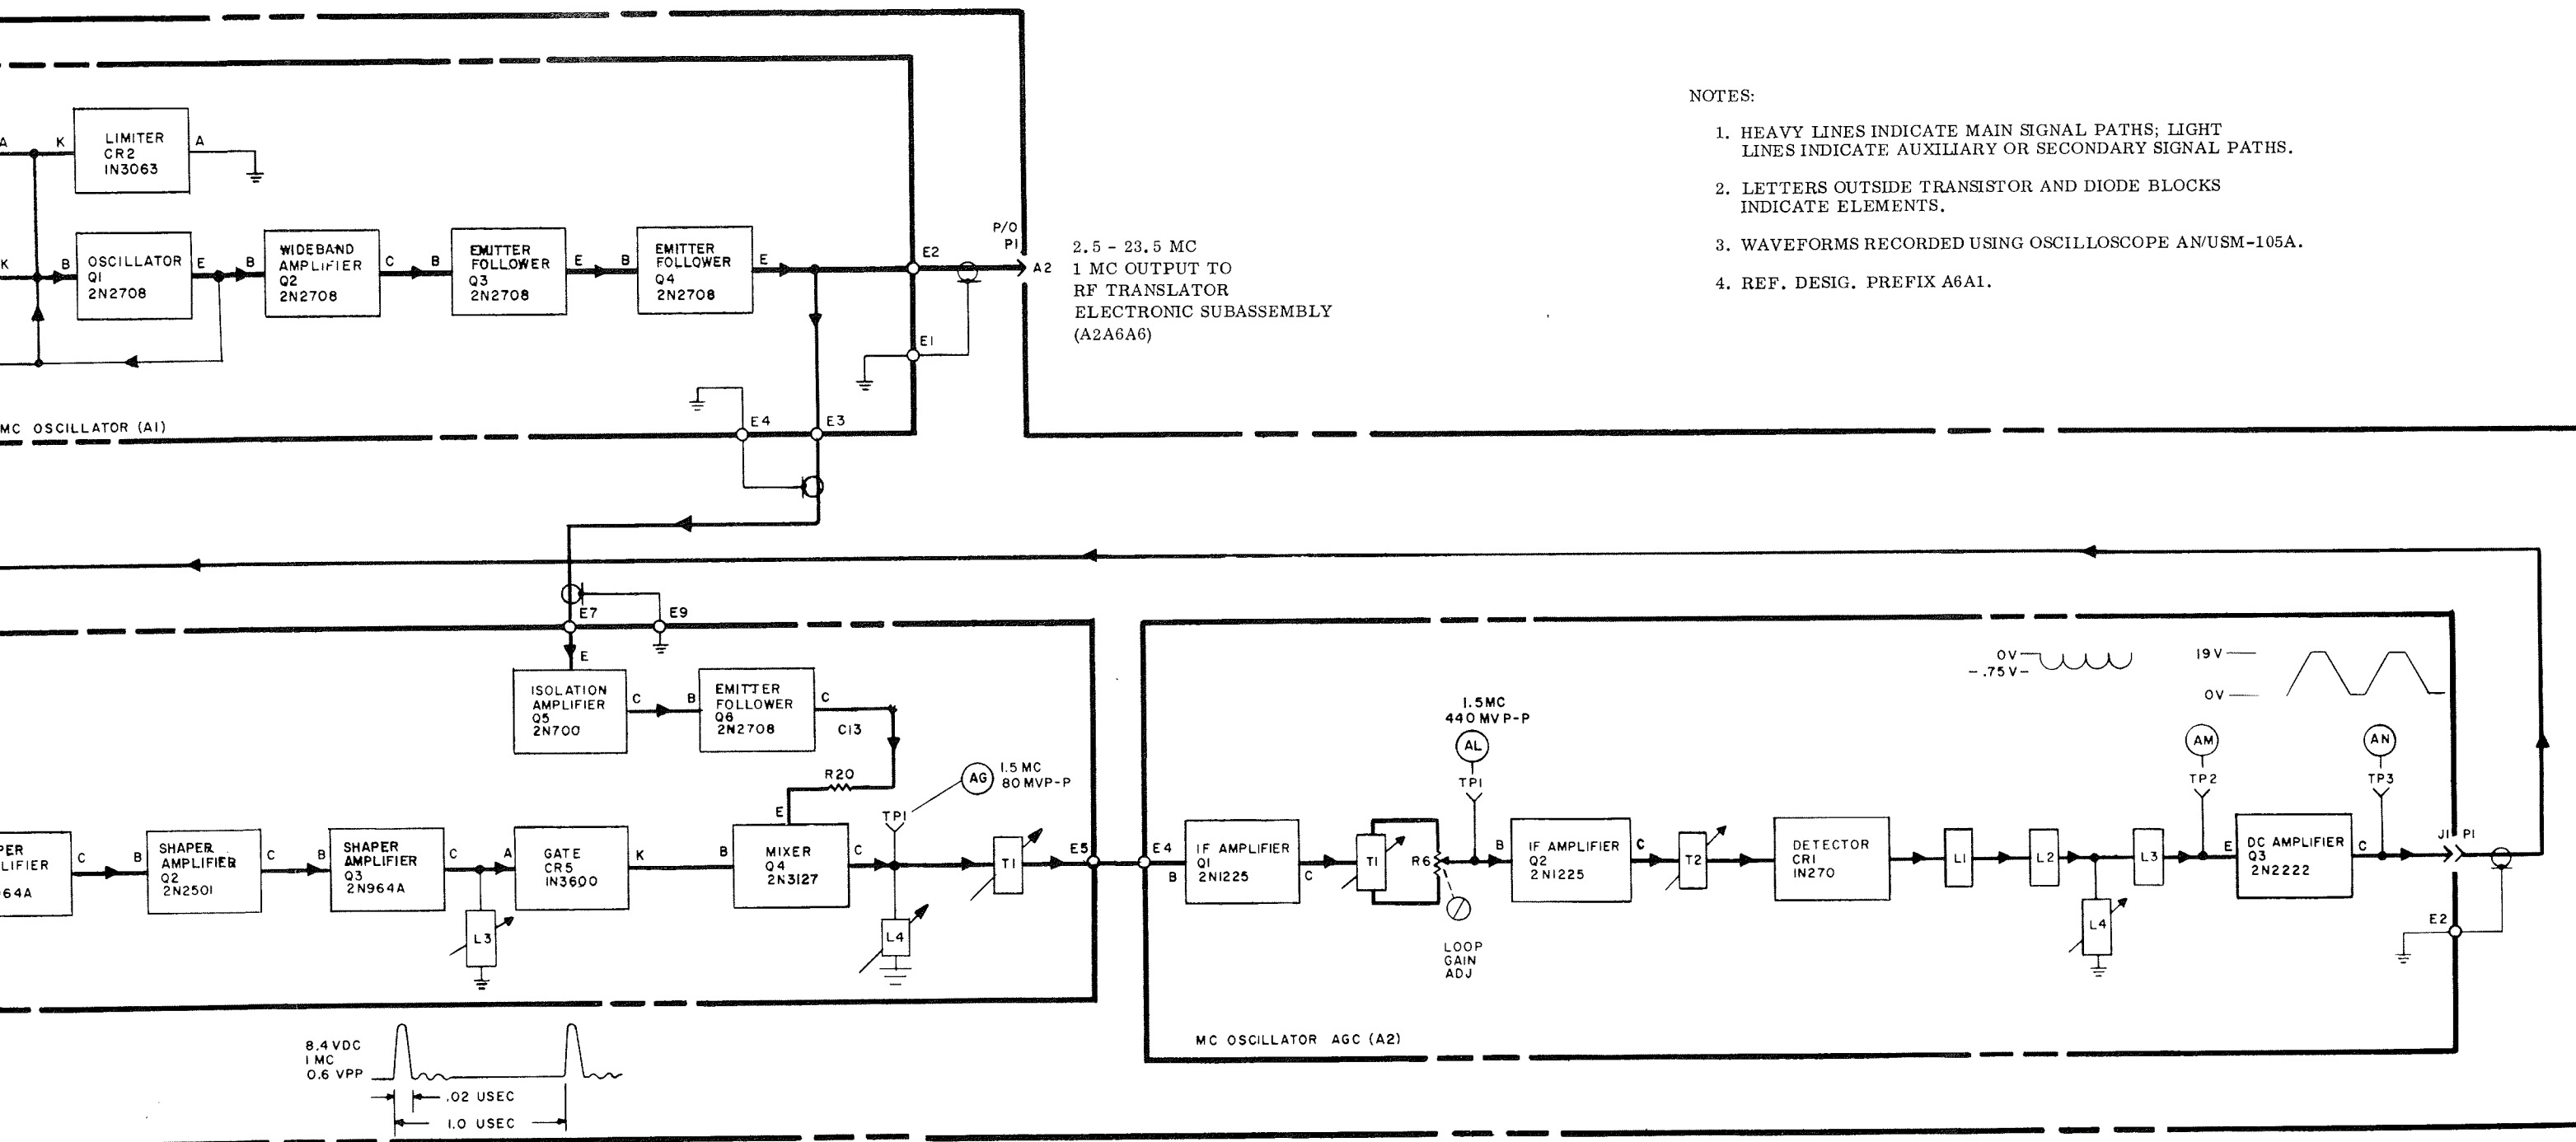 NOTES:
1. HEAVY LINES INDICATE MAIN SIGNAL PATHS; LIGHT
LINES INDICATE AUXILIARY OR SECONDARY SIGNAL PATHS.
2. LETTERS OUTSIDE TRANSISTOR AND DIODE BLOCKS
INDICATE ELEMENTS.
3. WAVEFORMS RECORDED USING OSCILLOSCOPE AN/USM-105A.
4. REF. DESIG. PREFIX A6A1.
A
K
LIMITER
CR2
1N3063
A
K
B
OSCILLATOR
Q1
2N2708
E
B
WIDEBAND
AMPLIFIER
Q2
2N2708
C
B
EMITTER
FOLLOWER
Q3
2N2708
E
B
EMITTER
FOLLOWER
Q4
2N2708
E
E2
P/O
P1
A2
2.5 - 23.5 MC
1 MC OUTPUT TO
RF TRANSLATOR
ELECTRONIC SUBASSEMBLY
(A2A6A6)
E1
E4
E3
MC OSCILLATOR (A1)
E7
E9
E
ISOLATION
AMPLIFIER
Q5
2N700
C
B
EMITTER
FOLLOWER
Q6
2N2708
C
C13
R20
E
AG
1.5 MC
80 MVP-P
TP1
PER
LIFIER
64A
C
B
SHAPER
AMPLIFIER
Q2
2N2501
C
B
SHAPER
AMPLIFIER
Q3
2N964A
C
A
L3
GATE
CR5
1N3600
K
B
MIXER
Q4
2N3127
C
L4
T1
E5
E4
B
IF AMPLIFIER
Q1
2N1225
C
T1
R6
LOOP
GAIN
ADJ
1.5MC
440 MV P-P
AL
TP1
B
IF AMPLIFIER
Q2
2N1225
C
T2
DETECTOR
CR1
1N270
L1
L2
L4
L3
0V
-.75V-
AM
TP2
E
DC AMPLIFIER
Q3
2N2222
C
19V
0V
AN
TP3
J1
P1
E2
MC OSCILLATOR AGC (A2)
8.4 VDC
1 MC
0.6 VPP
.02 USEC
1.0 USEC